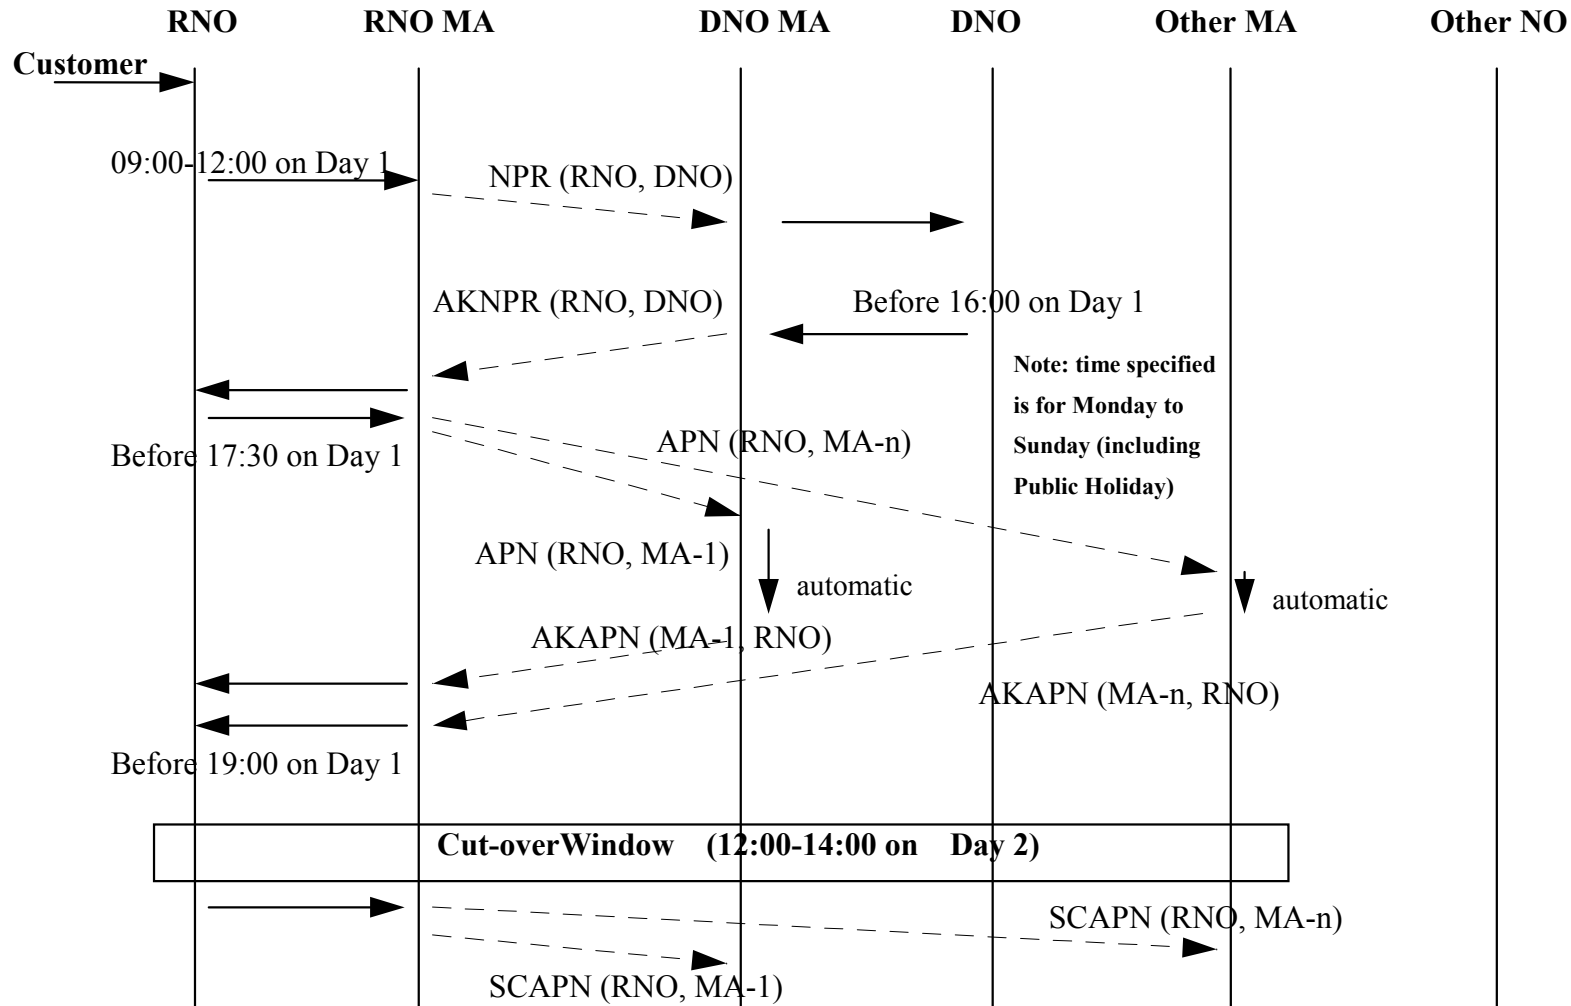 RNO RNO MA DNO MA DNO Other MA Other NO
Customer
09:00-12:00 on Day 1
NPR (RNO, DNO)
AKNPR (RNO, DNO)
Before 16:00 on Day 1
Note: time specified
is for Monday to
Sunday (including
Public Holiday)
APN (RNO, MA-n)
Before 17:30 on Day 1
APN (RNO, MA-1)
automatic
automatic
AKAPN (MA-1, RNO)
AKAPN (MA-n, RNO)
Before 19:00 on Day 1
Cut-overWindow (12:00-14:00 on Day 2)
SCAPN (RNO, MA-n)
SCAPN (RNO, MA-1)